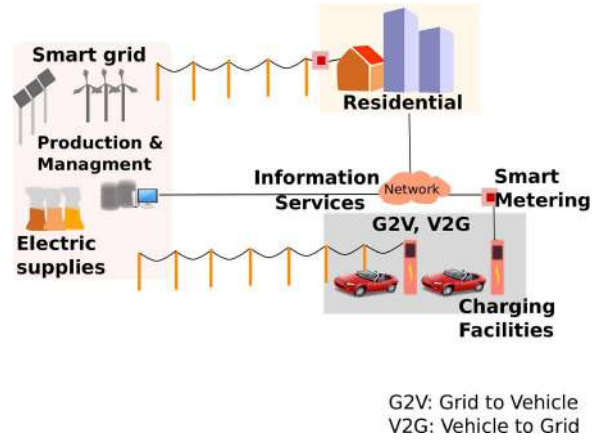 Smart grid
Residential
Production &
Managment
Information
Services
Network
Smart
Metering
Electric
supplies
G2V, V2G
Charging
Facilities
G2V: Grid to Vehicle
V2G: Vehicle to Grid